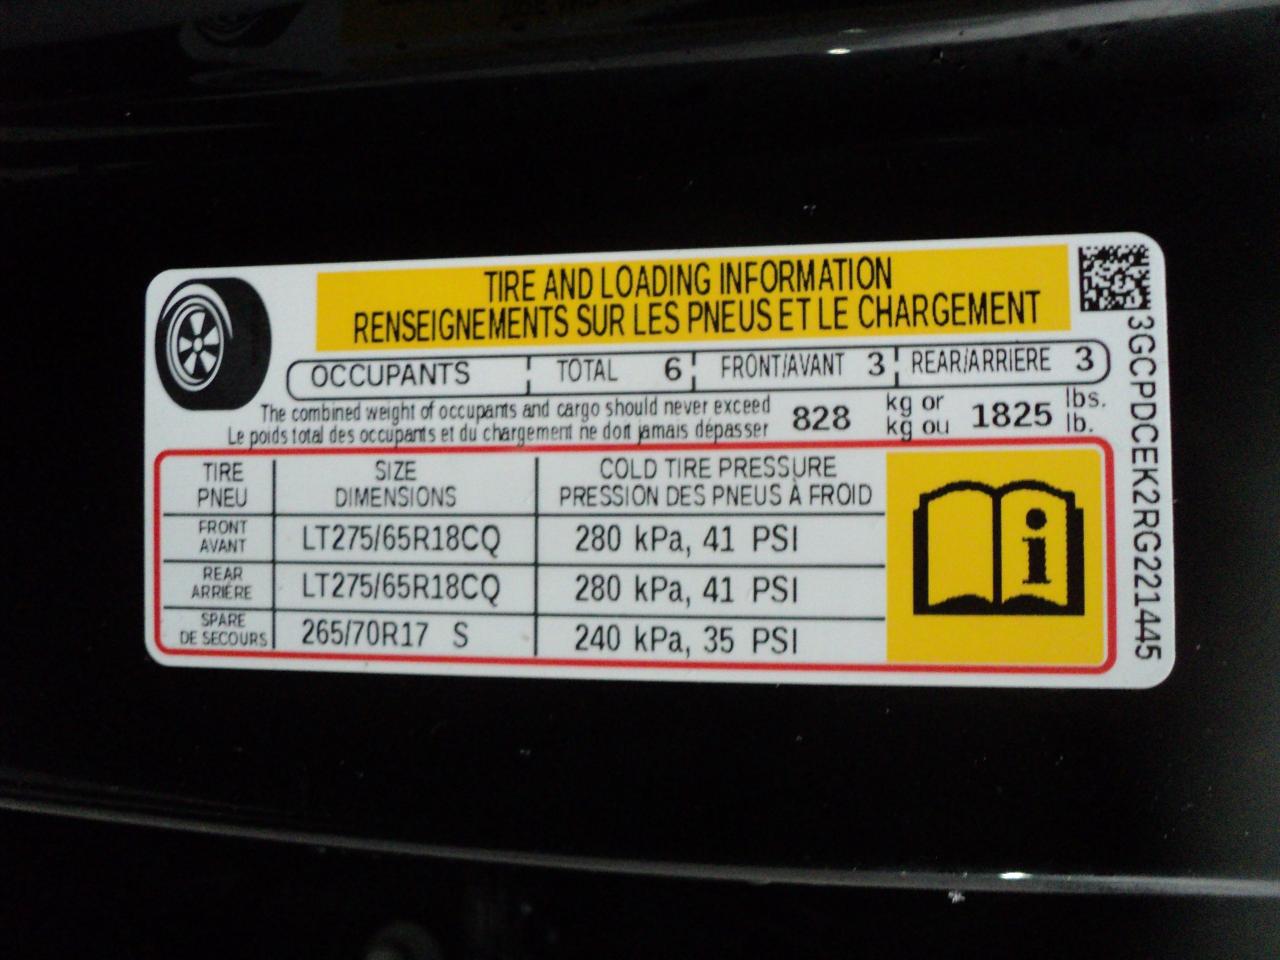 TIRE AND LOADING INFORMATION
RENSEIGNEMENTS SUR LES PNEUS ET LE CHARGEMENT
OCCUPANTS TOTAL 6 FRONT/AVANT 3 REAR/ARRIERE 3
The combined weight of occupants and cargo should never exceed 828 kg or 1825 lbs.
Le poids total des occupants et du chargement ne doit jamais dépasser kg ou lb.
TIRE SIZE COLD TIRE PRESSURE
PNEU DIMENSIONS PRESSION DES PNEUS À FROID
FRONT
AVANT LT275/65R18CQ 280 kPa, 41 PSI
REAR
ARRIÈRE LT275/65R18CQ 280 kPa, 41 PSI
SPARE
DE SECOURS 265/70R17 S 240 kPa, 35 PSI
i
3GCPDCEK2RG221445